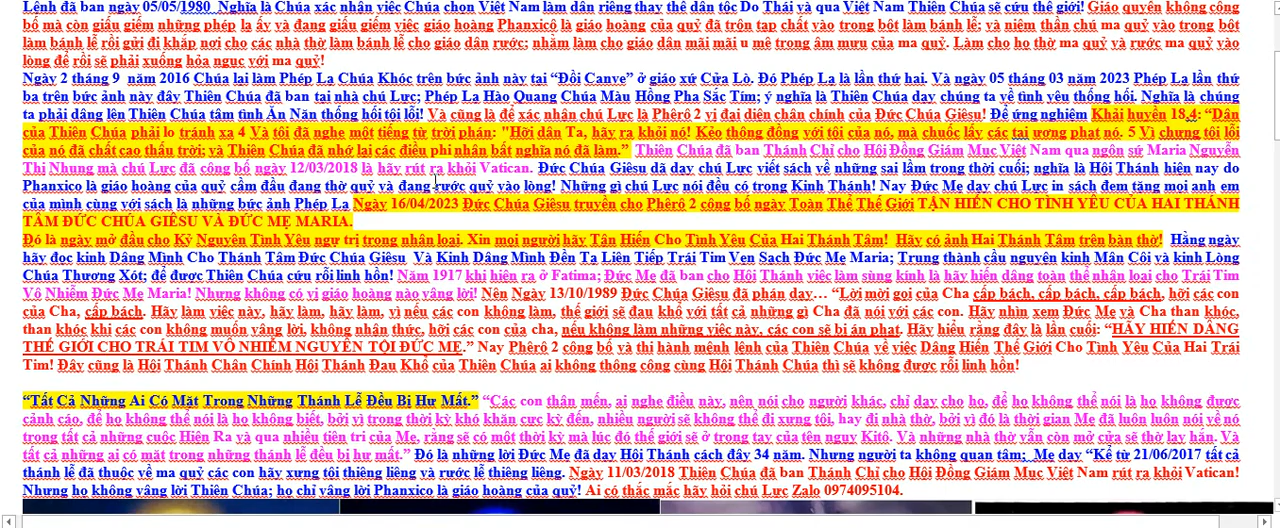 Lệnh đã ban ngày 05/05/1980 Nghĩa là Chúa xác nhận việc Chúa chọn Việt Nam làm dân riêng thay thế dân tộc Do Thái và qua Việt Nam Thiên Chúa sẽ cứu thế giới! Giáo quyền không công
bố mà còn giấu giếm những phép lạ ấy và đang giấu giếm việc giáo hoàng Phanxicô là giáo hoàng của quỷ đã trộn tạp chất vào trong bột làm bánh lễ; và niêm thần chú ma quỷ vào trong bột
làm bánh lễ rồi gửi đi khắp nơi cho các nhà thờ làm bánh lễ cho giáo dân rước; nhằm làm cho giáo dân mãi mãi u mê trong âm mưu của ma quỷ. Làm cho họ thờ ma quỷ và rước ma quỷ vào
lòng để rồi sẽ phải xuống hỏa ngục với ma quỷ!
Ngày 2 tháng 9 năm 2016 Chúa lại làm Phép Lạ Chúa Khóc trên bức ảnh này tại “Đồi Canve” ở giáo xứ Cửa Lò. Đó Phép Lạ là lần thứ hai. Và ngày 05 tháng 03 năm 2023 Phép Lạ lần thứ
ba trên bức ảnh này đây Thiên Chúa đã ban tại nhà chú Lực; Phép Lạ Hào Quang Chúa Màu Hồng Pha Sắc Tím; ý nghĩa là Thiên Chúa dạy chúng ta về tình yêu thống hối. Nghĩa là chúng
ta phải dâng lên Thiên Chúa tâm tình Ăn Năn thống hối tội lỗi! Và cũng là để xác nhận chú Lực là Phêrô 2 vị đại diện chân chính của Đức Chúa Giêsu! Để ứng nghiệm Khải huyền 18,4: “Dân
của Thiên Chúa phải lo tránh xa 4 Và tôi đã nghe một tiếng từ trời phán: "Hỡi dân Ta, hãy ra khỏi nó! Kẻo thông đồng với tội của nó, mà chuốc lấy các tai ương phạt nó. 5 Vì chưng tội lỗi
của nó đã chất cao thấu trời; và Thiên Chúa đã nhớ lại các điều phi nhân bất nghĩa nó đã làm.” Thiên Chúa đã ban Thánh Chỉ cho Hội Đồng Giám Mục Việt Nam qua ngôn sứ Maria Nguyễn
Thị Nhung mà chú Lực đã công bố ngày 12/03/2018 là hãy rút ra khỏi Vatican. Đức Chúa Giêsu dã dạy chú Lực viết sách về những sai lầm trong thời cuối; nghĩa là Hội Thánh hiện nay do
Phanxico là giáo hoàng của quỷ cầm đầu đang thờ quỷ và đang rước quỷ vào lòng! Những gì chú Lực nói đều có trong Kinh Thánh! Nay Đức Mẹ dạy chú Lực in sách đem tặng mọi anh em
của mình cùng với sách là những bức ảnh Phép Lạ Ngày 16/04/2023 Đức Chúa Giêsu truyền cho Phêrô 2 công bố ngày Toàn Thể Thế Giới TẬN HIẾN CHO TÌNH YÊU CỦA HAI THÁNH
TÂM ĐỨC CHÚA GIÊSU VÀ ĐỨC MẸ MARIA.
Đó là ngày mở đầu cho Kỷ Nguyên Tình Yêu ngự trị trong nhân loại. Xin mọi người hãy Tận Hiến Cho Tình Yêu Của Hai Thánh Tâm! Hãy có ảnh Hai Thánh Tâm trên bàn thờ! Hằng ngày
hãy đọc kinh Dâng Mình Cho Thánh Tâm Đức Chúa Giêsu Và Kinh Dâng Mình Đền Tạ Liên Tiếp Trái Tim Vẹn Sạch Đức Mẹ Maria; Trung thành cầu nguyện kinh Mân Côi và kinh Lòng
Chúa Thương Xót; để được Thiên Chúa cứu rỗi linh hồn! Năm 1917 khi hiện ra ở Fatima; Đức Mẹ đã ban cho Hội Thánh việc làm sùng kính là hãy hiến dâng toàn thế nhân loại cho Trái Tim
Vô Nhiễm Đức Mẹ Maria! Nhưng không có vị giáo hoàng nào vâng lời! Nên Ngày 13/10/1989 Đức Chúa Giêsu đã phán dạy… “Lời mời gọi của Cha cấp bách, cấp bách, cấp bách, hỡi các con
của Cha, cấp bách. Hãy làm việc này, hãy làm, hãy làm, vì nếu các con không làm, thế giới sẽ đau khổ với tất cả những gì Cha đã nói với các con. Hãy nhìn xem Đức Mẹ và Cha than khóc,
than khóc khi các con không muốn vâng lời, không nhận thức, hỡi các con của cha, nếu không làm những việc này, các con sẽ bị án phạt. Hãy hiểu rằng đây là lần cuối: “HÃY HIẾN DÂNG
THẾ GIỚI CHO TRÁI TIM VÔ NHIỄM NGUYÊN TỘI ĐỨC MẸ.” Nay Phêrô 2 công bố và thi hành mệnh lệnh của Thiên Chúa về việc Dâng Hiến Thế Giới Cho Tình Yêu Của Hai Trái
Tim! Đây cũng là Hội Thánh Chân Chính Hội Thánh Đau Khổ của Thiên Chúa ai không thông công cùng Hội Thánh Chúa thì sẽ không được rỗi linh hồn!
“Tất Cả Những Ai Có Mặt Trong Những Thánh Lễ Đều Bị Hư Mất.” “Các con thân mến, ai nghe điều này, nên nói cho người khác, chỉ dạy cho họ, để họ không thể nói là họ không được
cảnh cáo, để họ không thể nói là họ không biết, bởi vì trong thời kỳ khó khăn cực kỳ đến, nhiều người sẽ không thể đi xưng tội, hay đi nhà thờ, bởi vì đó là thời gian Mẹ đã luôn luôn nói về nó
trong tất cả những cuộc Hiện Ra và qua nhiều tiên tri của Mẹ, rằng sẽ có một thời kỳ mà lúc đó thế giới sẽ ở trong tay của tên nguỵ Kitô. Và những nhà thờ vẫn còn mở cửa sẽ thờ lạy hắn. Và
tất cả những ai có mặt trong những thánh lễ đều bị hư mất.” Đó là những lời Đức Mẹ đã dạy Hội Thánh cách đây 34 năm. Nhưng người ta không quan tâm; Mẹ dạy “Kể từ 21/06/2017 tất cả
thánh lễ đã thuộc về ma quỷ các con hãy xưng tội thiêng liêng và rước lễ thiêng liêng. Ngày 11/03/2018 Thiên Chúa đã ban Thánh Chỉ cho Hội Đồng Giám Mục Việt Nam rút ra khỏi Vatican!
Nhưng họ không vâng lời Thiên Chúa; họ chỉ vâng lời Phanxico là giáo hoàng của quỷ! Ai có thắc mắc hãy hỏi chú Lực Zalo 0974095104.